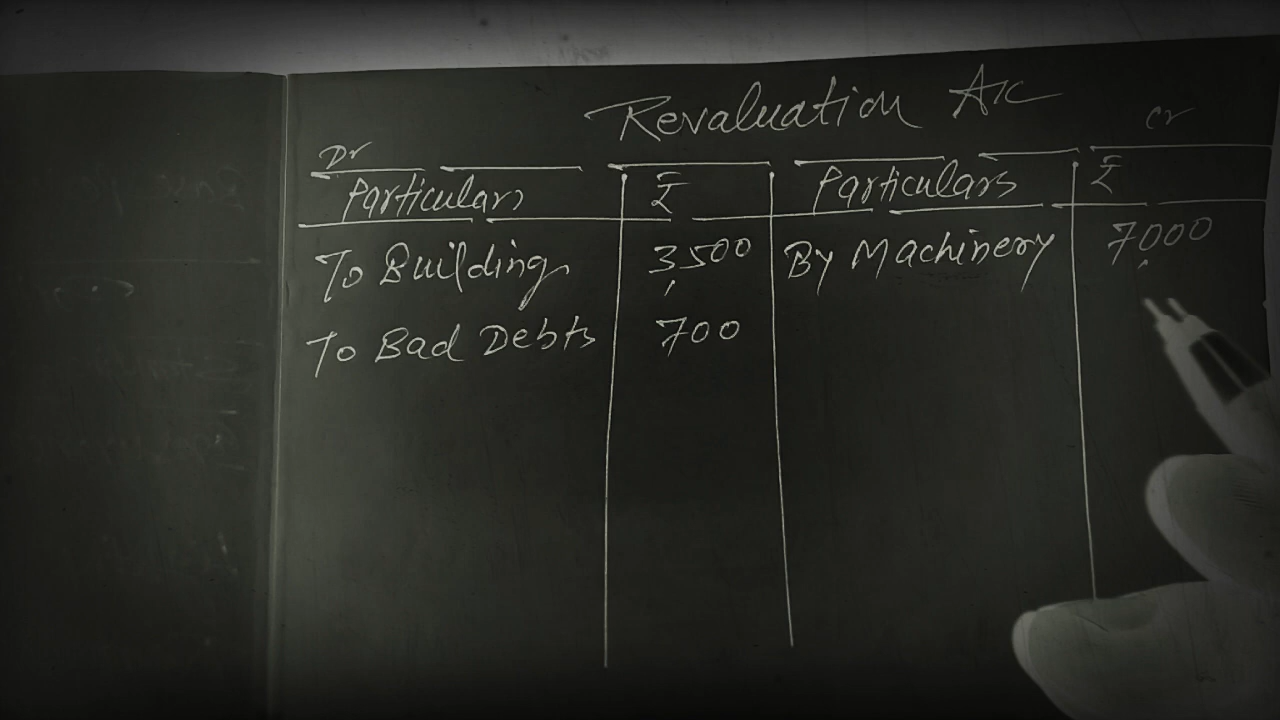 Revaluation A/c
Dr Cr
Particulars ₹ Particulars ₹
To Building 3,500 By Machinery 7,000
To Bad Debts 700